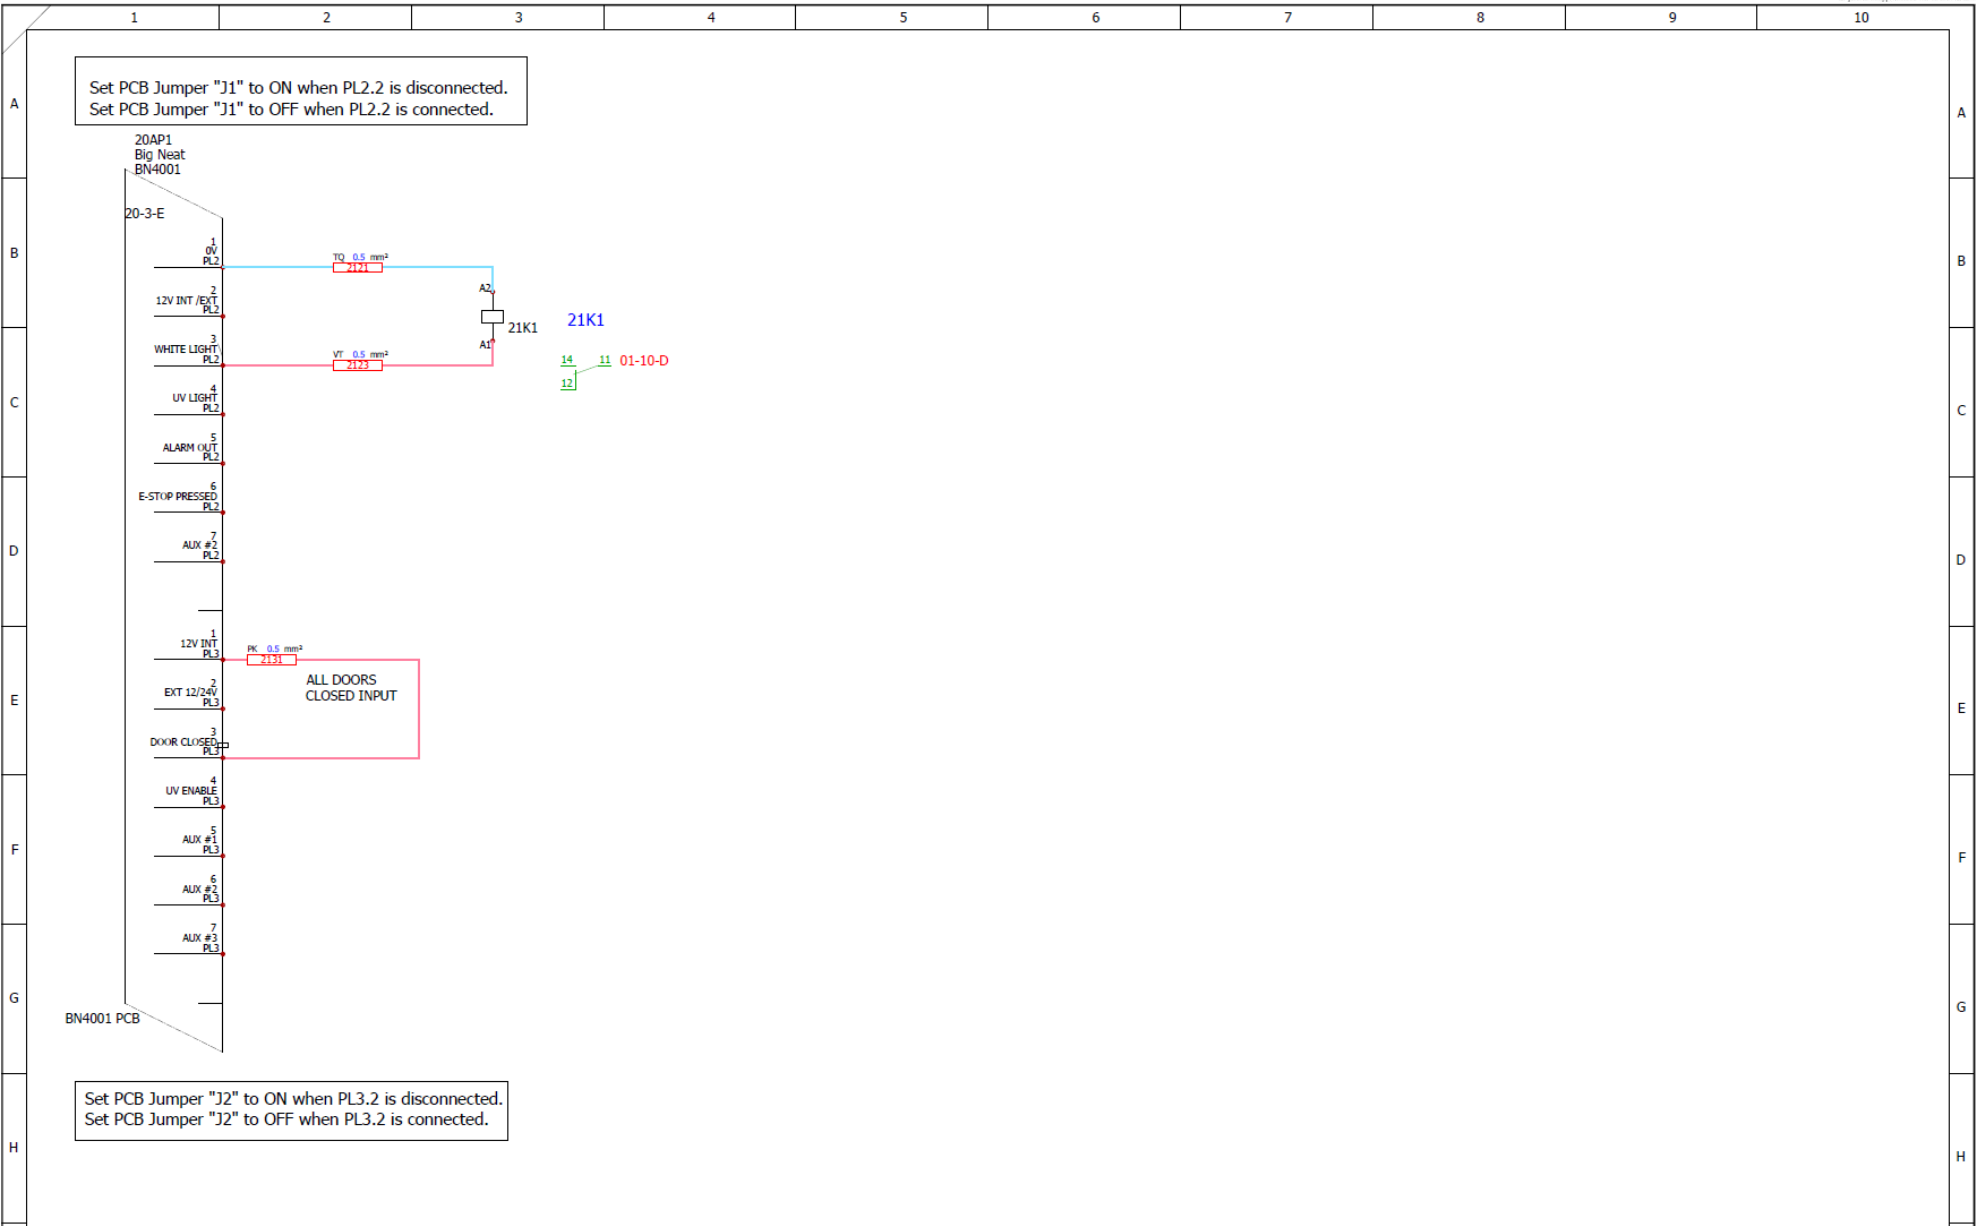 1 2 3 4 5 6 7 8 9 10
A
Set PCB Jumper "J1" to ON when PL2.2 is disconnected.
Set PCB Jumper "J1" to OFF when PL2.2 is connected.
A
20AP1
Big Neat
BN4001
20-3-E
B
1
0V
PL2
TQ 0.5 mm²
2121
B
A2
2
12V INT /EXT
PL2
21K1
21K1
3
WHITE LIGHT
PL2
VT 0.5 mm²
2123
A1
14 11 01-10-D
12
4
UV LIGHT
PL2
C
C
5
ALARM OUT
PL2
6
E-STOP PRESSED
PL2
7
AUX #2
PL2
D
D
1
12V INT
PL3
PK 0.5 mm²
2131
ALL DOORS
CLOSED INPUT
2
EXT 12/24V
PL3
E
E
3
DOOR CLOSED
PL3
4
UV ENABLE
PL3
5
AUX #1
PL3
F
F
6
AUX #2
PL3
7
AUX #3
PL3
G
G
BN4001 PCB
Set PCB Jumper "J2" to ON when PL3.2 is disconnected.
Set PCB Jumper "J2" to OFF when PL3.2 is connected.
H
H